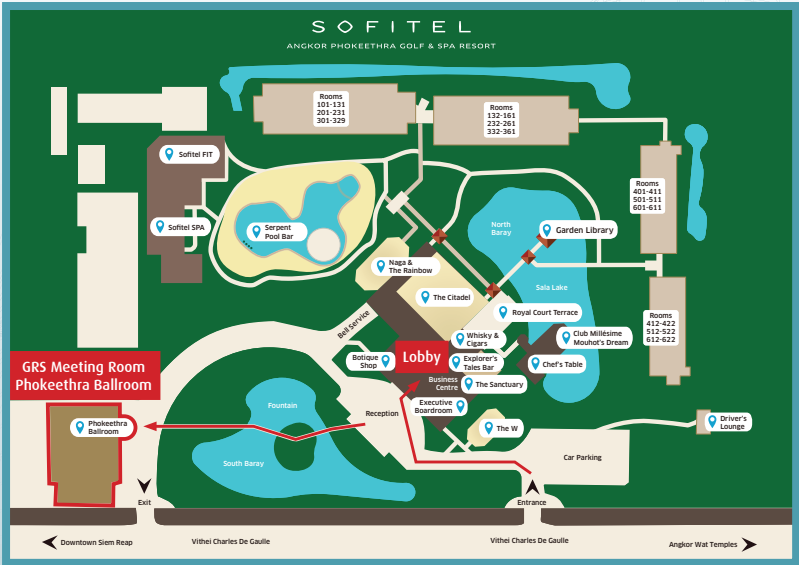 SOFITEL
ANGKOR PHOKEETHRA GOLF & SPA RESORT
Rooms
101-131
201-231
301-329
Rooms
132-161
232-261
332-361
Sofitel FIT
Rooms
401-411
501-511
601-611
Sofitel SPA
Serpent
Pool Bar
North
Baray
Garden Library
Naga &
The Rainbow
The Citadel
Sala Lake
Royal Court Terrace
Bell Service
Rooms
412-422
512-522
612-622
Whisky &
Cigars
Club Millésime
Mouhot's Dream
GRS Meeting Room
Phokeethra Ballroom
Botique
Shop
Lobby
Explorer's
Tales Bar
Chef's Table
Business
Centre
The Sanctuary
Fountain
Reception
Executive
Boardroom
Phokeethra
Ballroom
The W
Driver's
Lounge
South Baray
Car Parking
Exit
Entrance
Downtown Siem Reap
Vithei Charles De Gaulle
Vithei Charles De Gaulle
Angkor Wat Temples